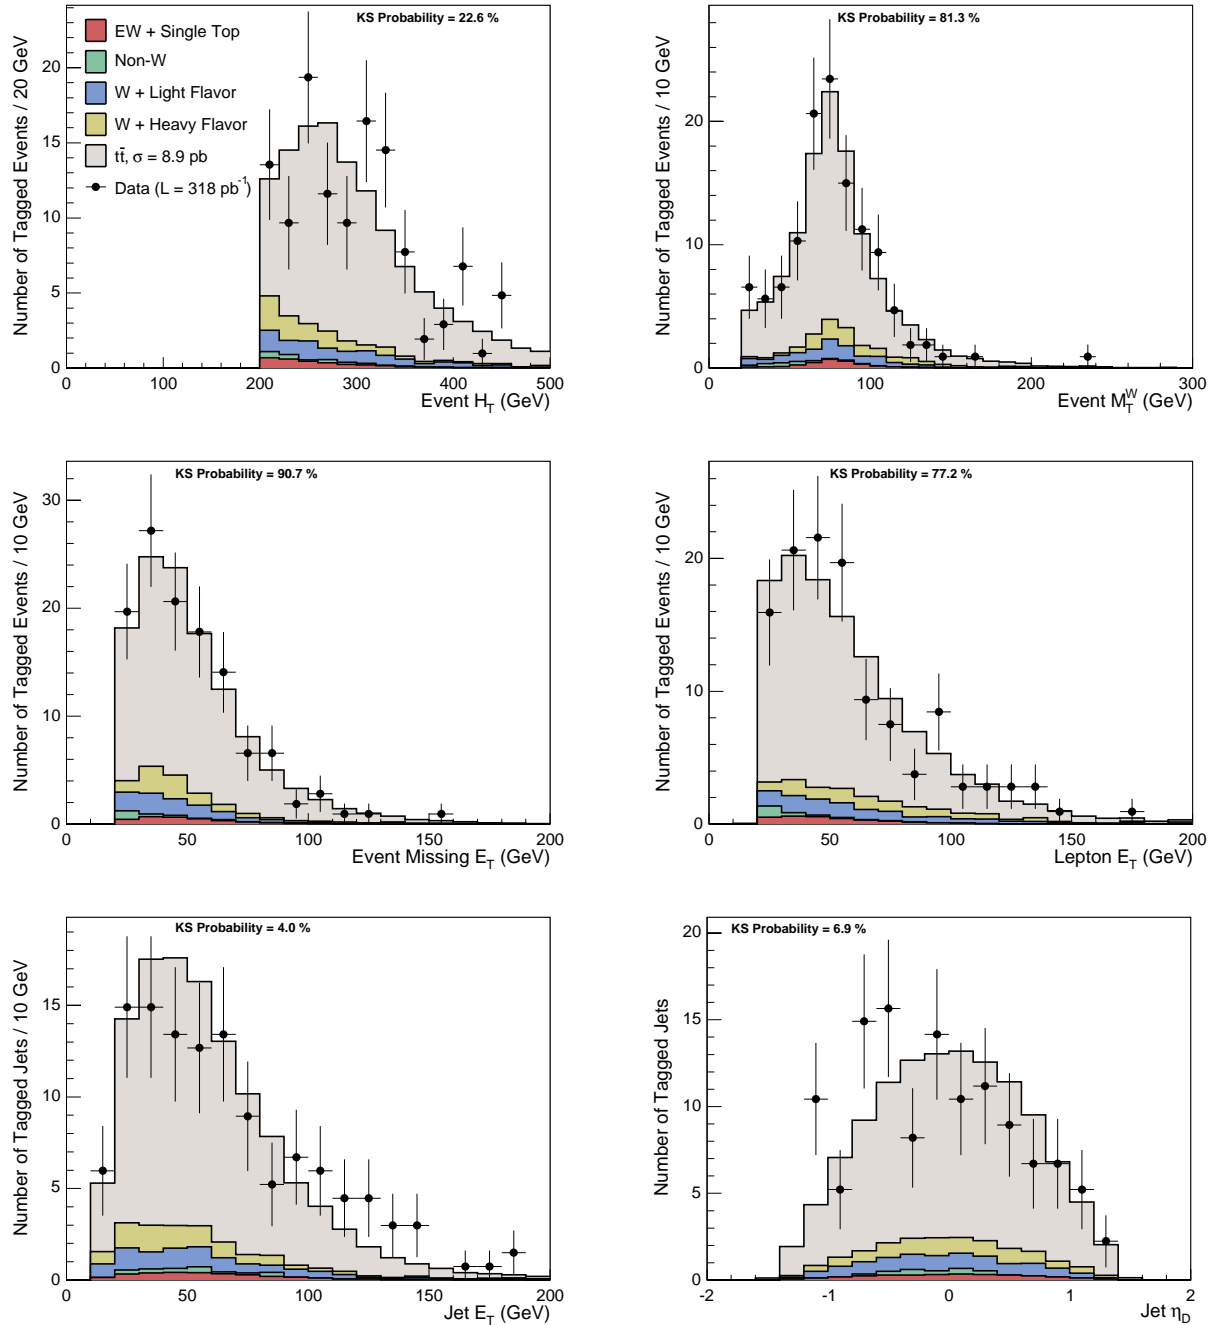 KS Probability = 22.6 %
EW + Single Top
Non-W
W + Light Flavor
W + Heavy Flavor
tt̄, σ = 8.9 pb
Data (L = 318 pb⁻¹)
Number of Tagged Events / 20 GeV
20
15
10
5
0
0 100 200 300 400 500
Event H_T (GeV)
KS Probability = 81.3 %
Number of Tagged Events / 10 GeV
20
10
0
0 100 200 300
Event M_T^W (GeV)
KS Probability = 90.7 %
Number of Tagged Events / 10 GeV
30
20
10
0
0 50 100 150 200
Event Missing E_T (GeV)
KS Probability = 77.2 %
Number of Tagged Events / 10 GeV
20
10
0
0 50 100 150 200
Lepton E_T (GeV)
KS Probability = 4.0 %
Number of Tagged Jets / 10 GeV
15
10
5
0
0 50 100 150 200
Jet E_T (GeV)
KS Probability = 6.9 %
Number of Tagged Jets
20
15
10
5
0
-2 -1 0 1 2
Jet η_D